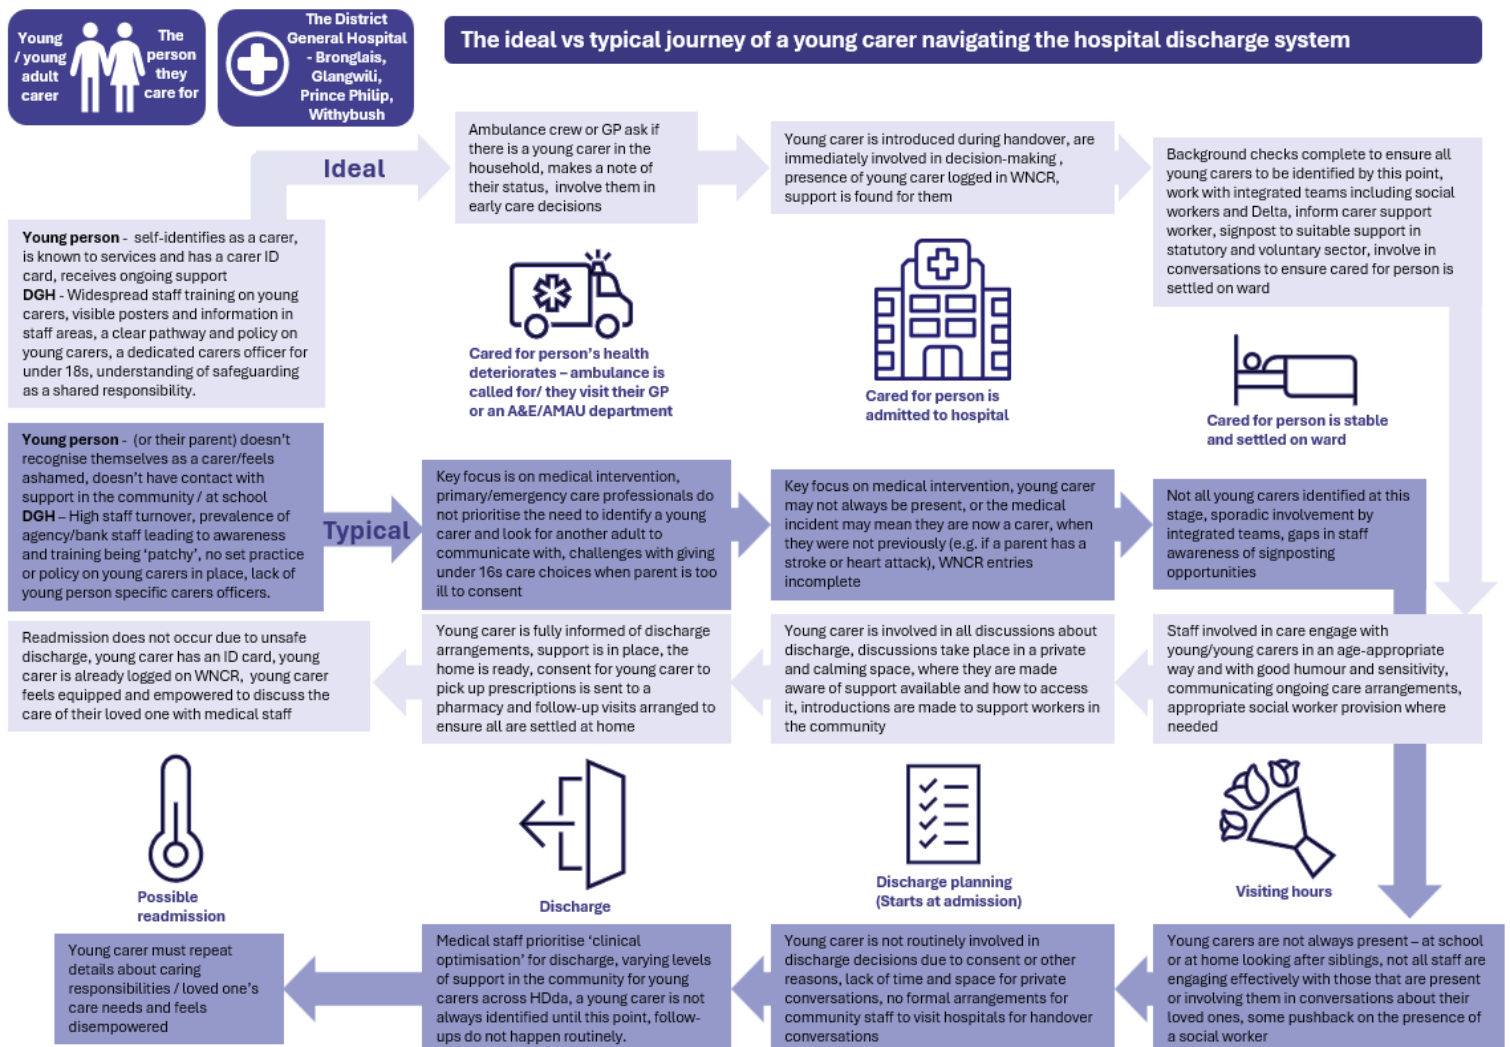 Young
/ young
adult
carer
The
person
they
care for
The District
General Hospital
- Bronglais,
Glangwili,
Prince Philip,
Withybush
The ideal vs typical journey of a young carer navigating the hospital discharge system
Ideal
Young person - self-identifies as a carer,
is known to services and has a carer ID
card, receives ongoing support
DGH - Widespread staff training on young
carers, visible posters and information in
staff areas, a clear pathway and policy on
young carers, a dedicated carers officer for
under 18s, understanding of safeguarding
as a shared responsibility.
Ambulance crew or GP ask if
there is a young carer in the
household, makes a note of
their status, involve them in
early care decisions
Young carer is introduced during handover, are
immediately involved in decision-making ,
presence of young carer logged in WNCR,
support is found for them
Background checks complete to ensure all
young carers to be identified by this point,
work with integrated teams including social
workers and Delta, inform carer support
worker, signpost to suitable support in
statutory and voluntary sector, involve in
conversations to ensure cared for person is
settled on ward
Cared for person's health
deteriorates – ambulance is
called for/ they visit their GP
or an A&E/AMAU department
Cared for person is
admitted to hospital
Cared for person is stable
and settled on ward
Young person - (or their parent) doesn't
recognise themselves as a carer/feels
ashamed, doesn't have contact with
support in the community / at school
DGH – High staff turnover, prevalence of
agency/bank staff leading to awareness
and training being 'patchy', no set practice
or policy on young carers in place, lack of
young person specific carers officers.
Typical
Key focus is on medical intervention,
primary/emergency care professionals do
not prioritise the need to identify a young
carer and look for another adult to
communicate with, challenges with giving
under 16s care choices when parent is too
ill to consent
Key focus on medical intervention, young carer
may not always be present, or the medical
incident may mean they are now a carer, when
they were not previously (e.g. if a parent has a
stroke or heart attack), WNCR entries
incomplete
Not all young carers identified at this
stage, sporadic involvement by
integrated teams, gaps in staff
awareness of signposting
opportunities
Readmission does not occur due to unsafe
discharge, young carer has an ID card, young
carer is already logged on WNCR, young carer
feels equipped and empowered to discuss the
care of their loved one with medical staff
Young carer is fully informed of discharge
arrangements, support is in place, the
home is ready, consent for young carer to
pick up prescriptions is sent to a
pharmacy and follow-up visits arranged to
ensure all are settled at home
Young carer is involved in all discussions about
discharge, discussions take place in a private
and calming space, where they are made
aware of support available and how to access
it, introductions are made to support workers in
the community
Staff involved in care engage with
young/young carers in an age-appropriate
way and with good humour and sensitivity,
communicating ongoing care arrangements,
appropriate social worker provision where
needed
Possible
readmission
Discharge
Discharge planning
(Starts at admission)
Visiting hours
Young carer must repeat
details about caring
responsibilities / loved one's
care needs and feels
disempowered
Medical staff prioritise 'clinical
optimisation' for discharge, varying levels
of support in the community for young
carers across HDda, a young carer is not
always identified until this point, follow-
ups do not happen routinely.
Young carer is not routinely involved in
discharge decisions due to consent or other
reasons, lack of time and space for private
conversations, no formal arrangements for
community staff to visit hospitals for handover
conversations
Young carers are not always present – at school
or at home looking after siblings, not all staff are
engaging effectively with those that are present
or involving them in conversations about their
loved ones, some pushback on the presence of
a social worker